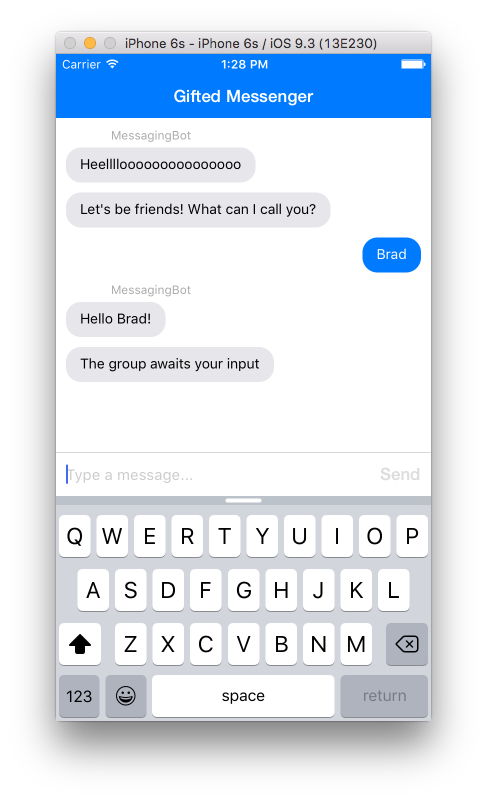 iPhone 6s - iPhone 6s / iOS 9.3 (13E230)
Carrier 1:28 PM
Gifted Messenger
MessagingBot
Heelllloooooooooooooooo
Let's be friends! What can I call you?
Brad
MessagingBot
Hello Brad!
The group awaits your input
Type a message... Send
Q W E R T Y U I O P
A S D F G H J K L
Z X C V B N M
123 space return